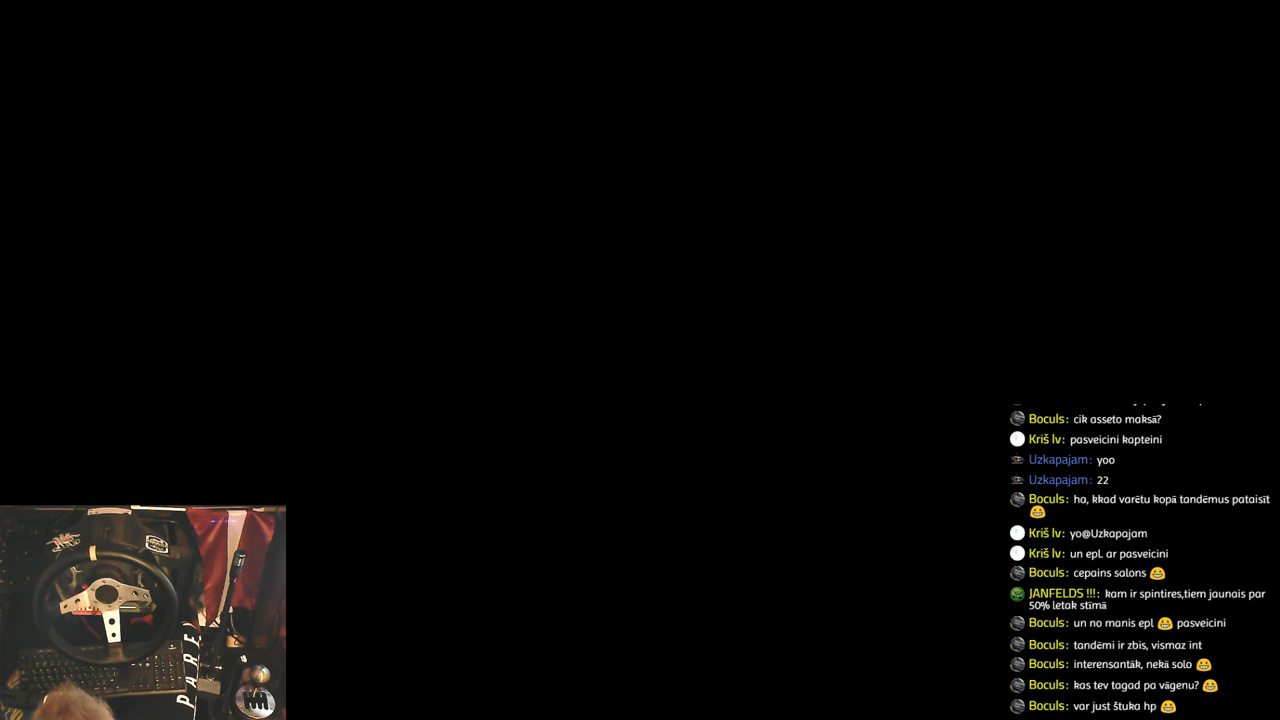 Boculs: cik asseto maksā?
Kriš lv: pasveicini kapteini
Uzkapajam: yoo
Uzkapajam: 22
Boculs: ha, kkad varētu kopā tandēmus pataisīt
😀
Kriš lv: yo@Uzkapajam
Kriš lv: un epl. ar pasveicini
Boculs: cepains salons 😀
JANFELDS !!!: kam ir spintires,tiem jaunais par
50% letak stīmā
Boculs: un no manis epl 😀 pasveicini
Boculs: tandēmi ir zbis, vismaz int
Boculs: interensantāk, nekā solo 😀
Boculs: kas tev tagad pa vāgenu? 😀
Boculs: var just štuka hp 😀
PARE